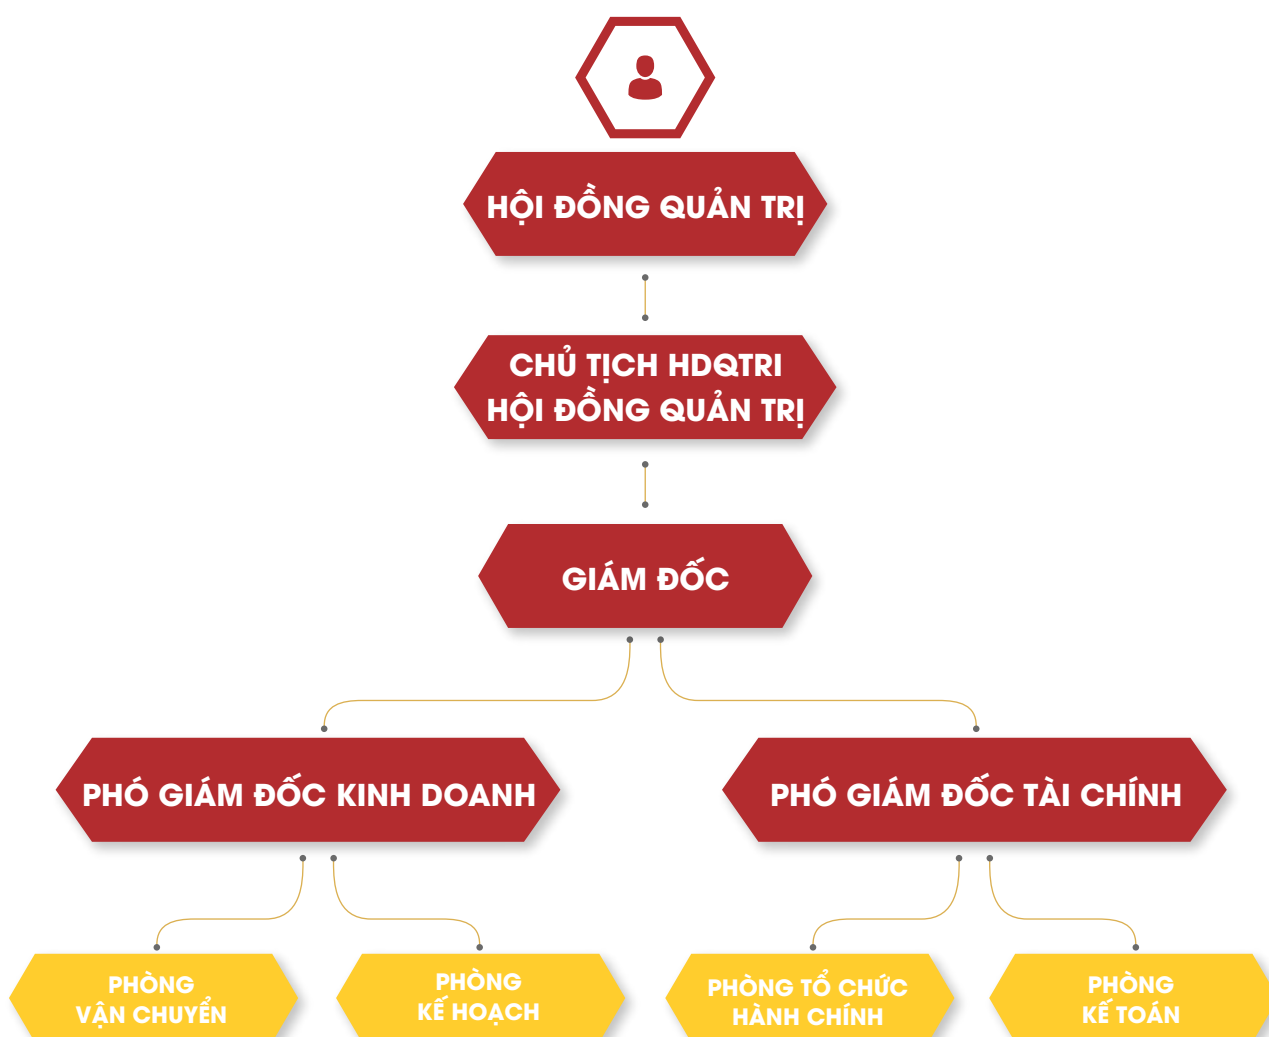 HỘI ĐỒNG QUẢN TRỊ
CHỦ TỊCH HDQTRI
HỘI ĐỒNG QUẢN TRỊ
GIÁM ĐỐC
PHÓ GIÁM ĐỐC KINH DOANH
PHÓ GIÁM ĐỐC TÀI CHÍNH
PHÒNG
VẬN CHUYỂN
PHÒNG
KẾ HOẠCH
PHÒNG TỔ CHỨC
HÀNH CHÍNH
PHÒNG
KẾ TOÁN